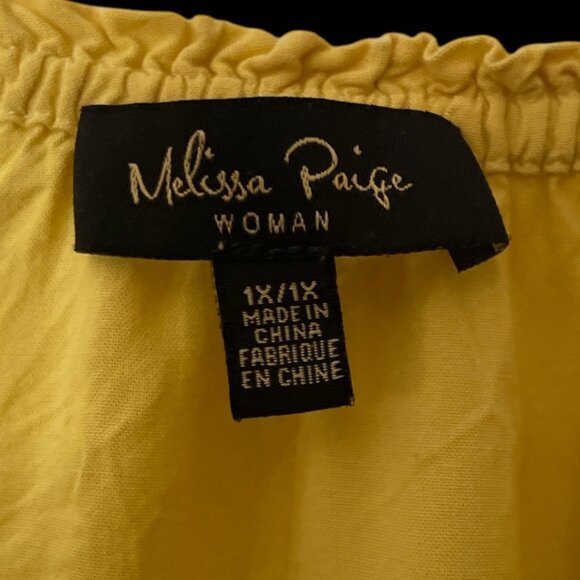 Melissa Paige
WOMAN
1X/1X
MADE IN
CHINA
FABRIQUE
EN CHINE